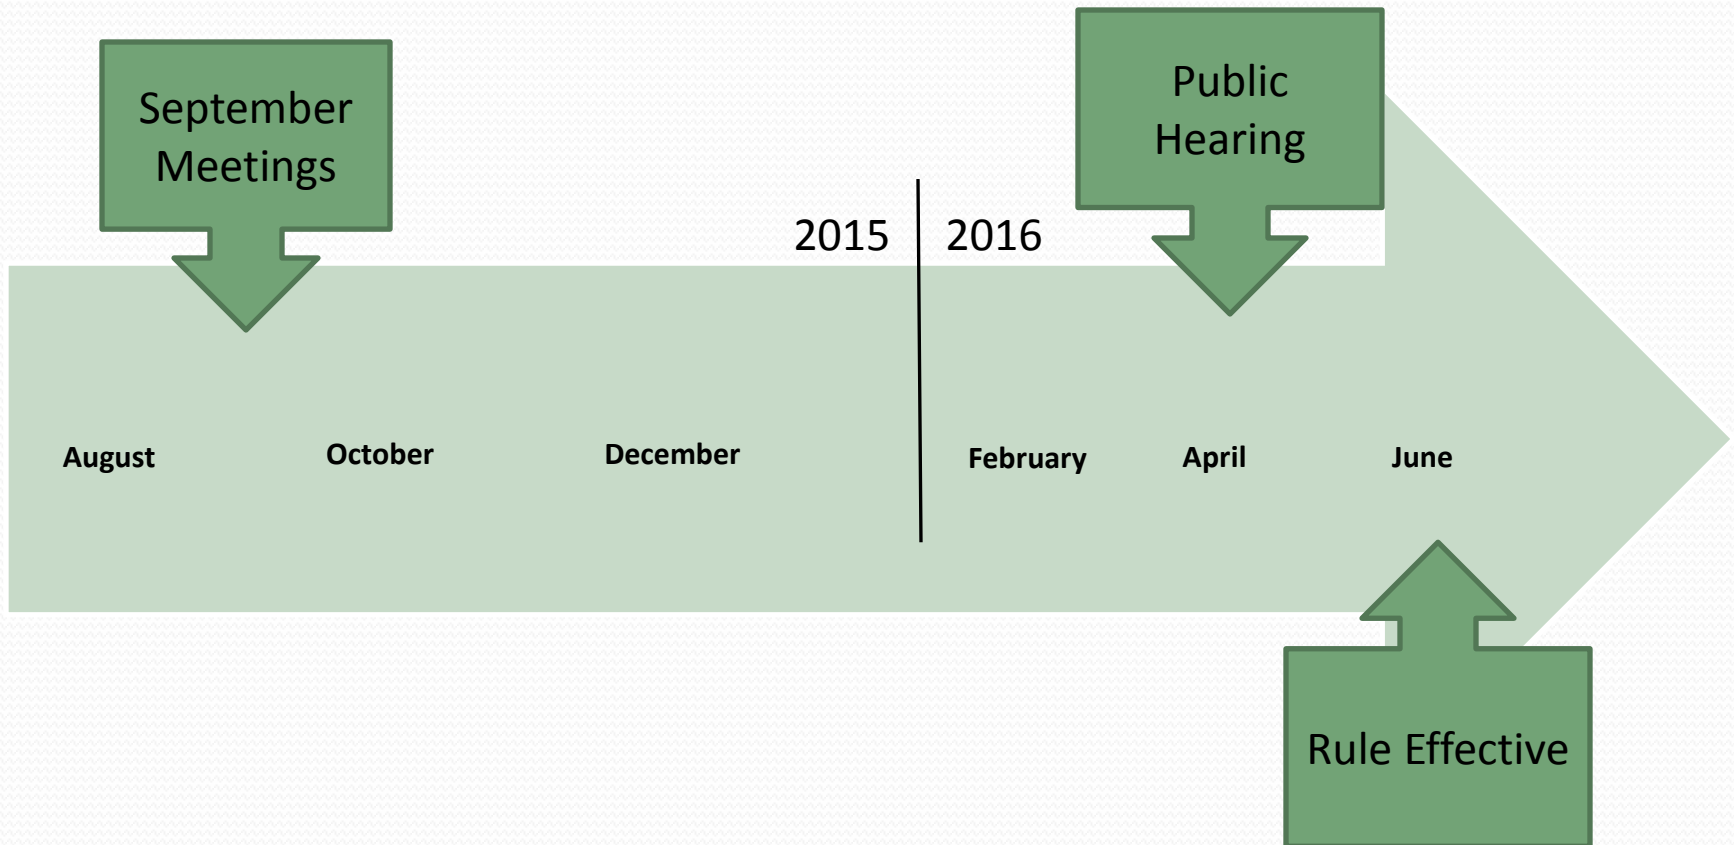 September
Meetings
Public
Hearing
2015
2016
August
October
December
February
April
June
Rule Effective